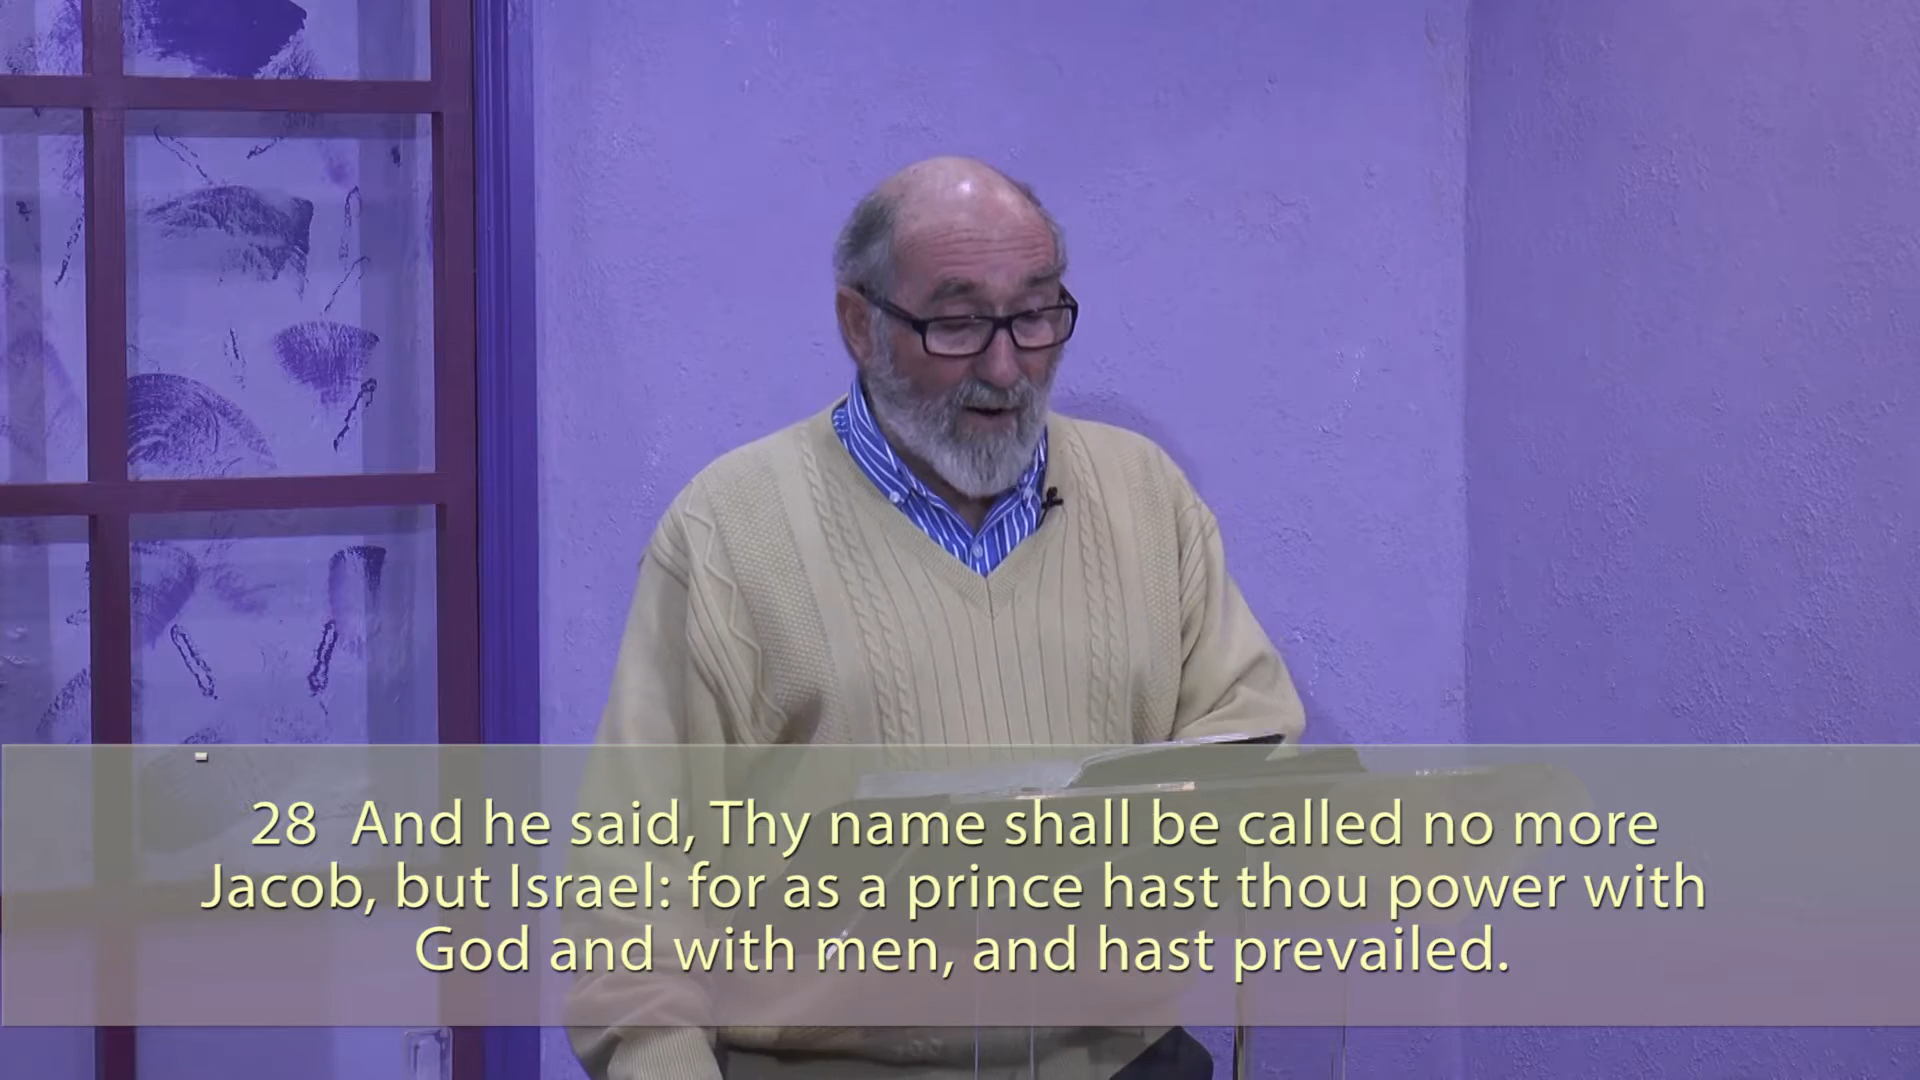 28 And he said, Thy name shall be called no more
Jacob, but Israel: for as a prince hast thou power with
God and with men, and hast prevailed.